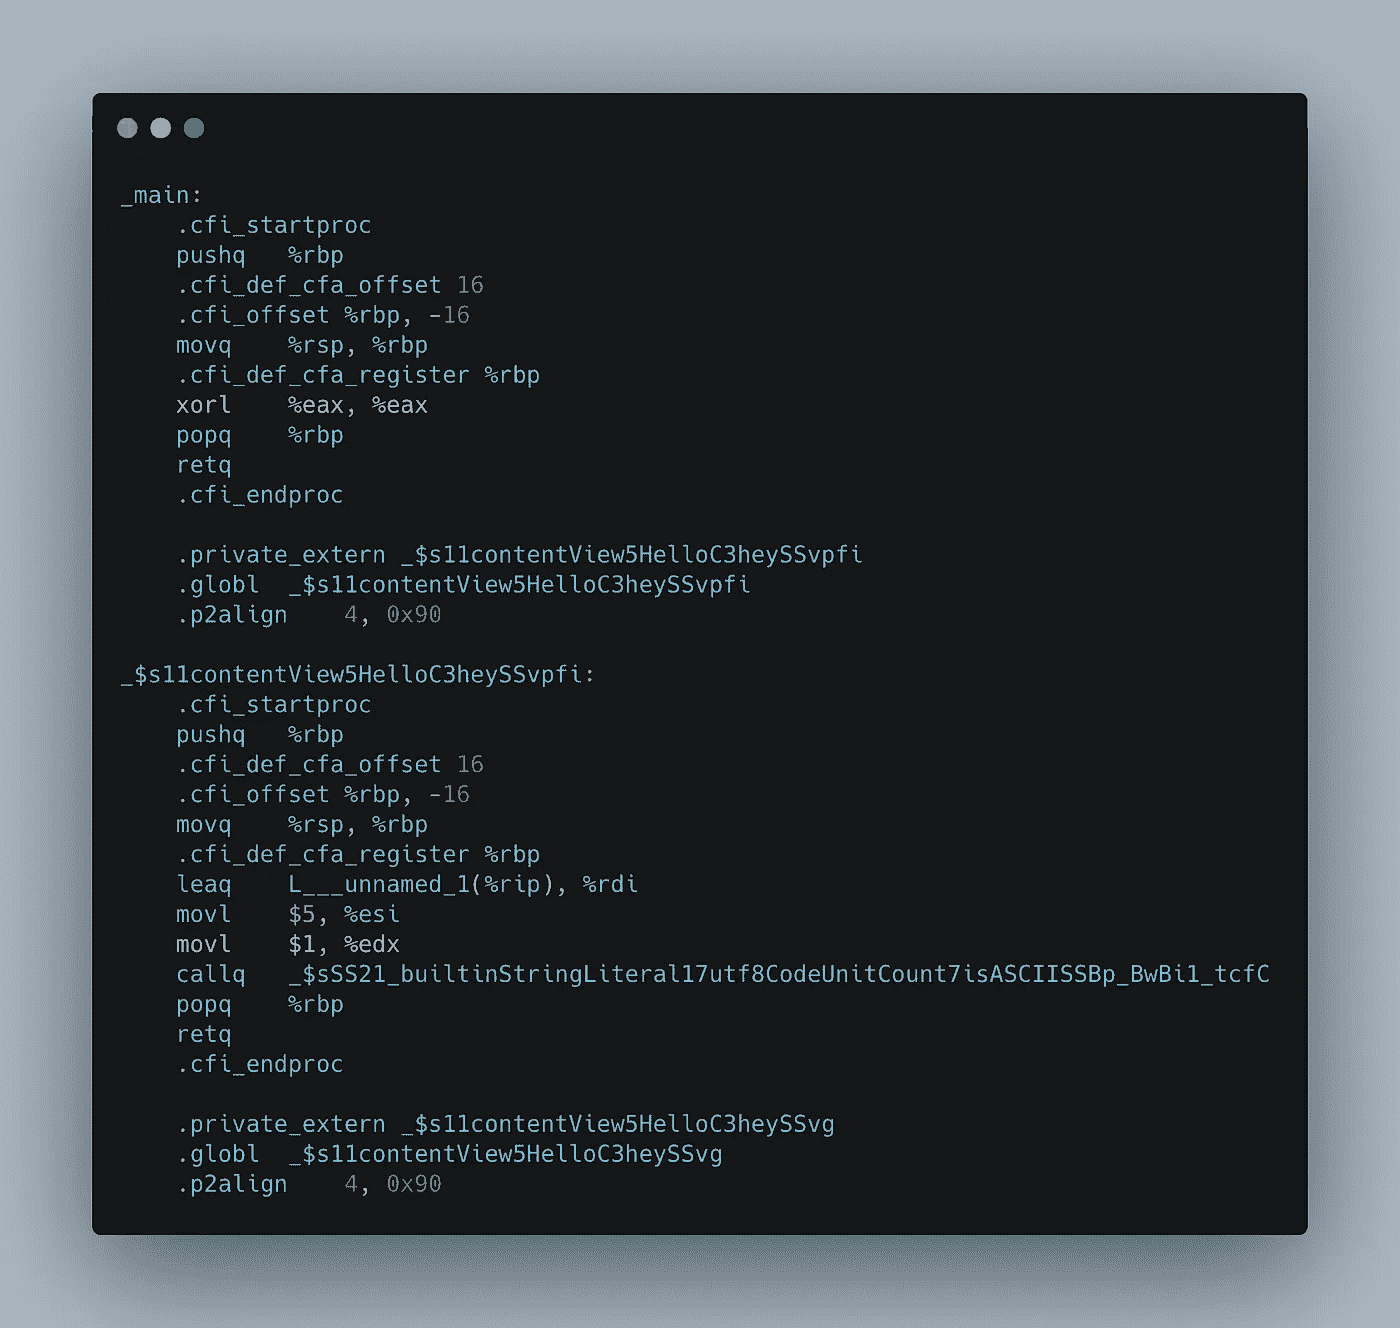 _main:
    .cfi_startproc
    pushq   %rbp
    .cfi_def_cfa_offset 16
    .cfi_offset %rbp, -16
    movq    %rsp, %rbp
    .cfi_def_cfa_register %rbp
    xorl    %eax, %eax
    popq    %rbp
    retq
    .cfi_endproc

    .private_extern _$s11contentView5HelloC3heySSvpfi
    .globl  _$s11contentView5HelloC3heySSvpfi
    .p2align    4, 0x90

_$s11contentView5HelloC3heySSvpfi:
    .cfi_startproc
    pushq   %rbp
    .cfi_def_cfa_offset 16
    .cfi_offset %rbp, -16
    movq    %rsp, %rbp
    .cfi_def_cfa_register %rbp
    leaq    L___unnamed_1(%rip), %rdi
    movl    $5, %esi
    movl    $1, %edx
    callq   _$sSS21_builtinStringLiteral17utf8CodeUnitCount7isASCIISSBp_BwBi1_tcfC
    popq    %rbp
    retq
    .cfi_endproc

    .private_extern _$s11contentView5HelloC3heySSvg
    .globl  _$s11contentView5HelloC3heySSvg
    .p2align    4, 0x90